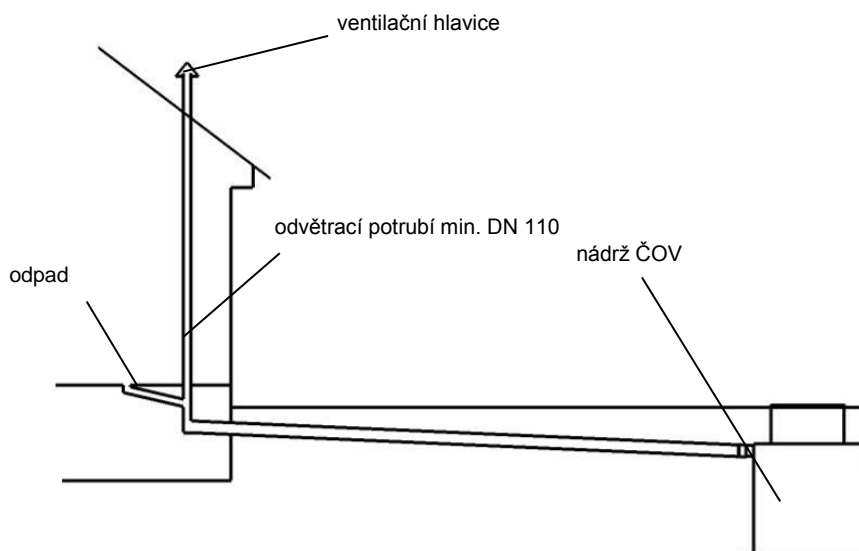 ventilační hlavice
odvětrací potrubí min. DN 110
nádrž ČOV
odpad